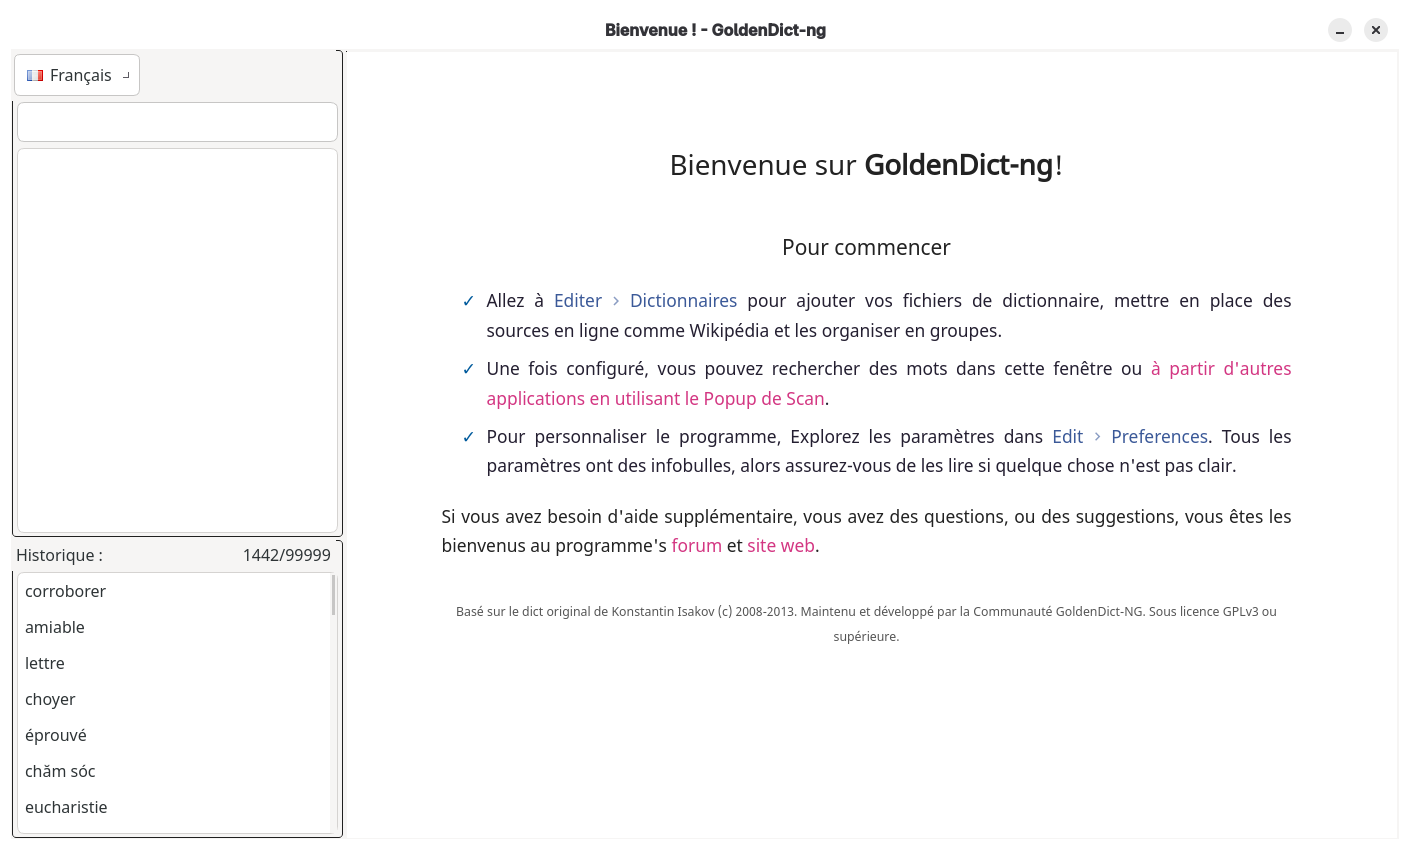 Bienvenue ! - GoldenDict-ng
Français
Bienvenue sur GoldenDict-ng!
Pour commencer
✓ Allez à Editer > Dictionnaires pour ajouter vos fichiers de dictionnaire, mettre en place des
sources en ligne comme Wikipédia et les organiser en groupes.
✓ Une fois configuré, vous pouvez rechercher des mots dans cette fenêtre ou à partir d'autres
applications en utilisant le Popup de Scan.
✓ Pour personnaliser le programme, Explorez les paramètres dans Edit > Preferences. Tous les
paramètres ont des infobulles, alors assurez-vous de les lire si quelque chose n'est pas clair.
Si vous avez besoin d'aide supplémentaire, vous avez des questions, ou des suggestions, vous êtes les
bienvenus au programme's forum et site web.
Basé sur le dict original de Konstantin Isakov (c) 2008-2013. Maintenu et développé par la Communauté GoldenDict-NG. Sous licence GPLv3 ou
supérieure.
Historique : 1442/99999
corroborer
amiable
lettre
choyer
éprouvé
chăm sóc
eucharistie